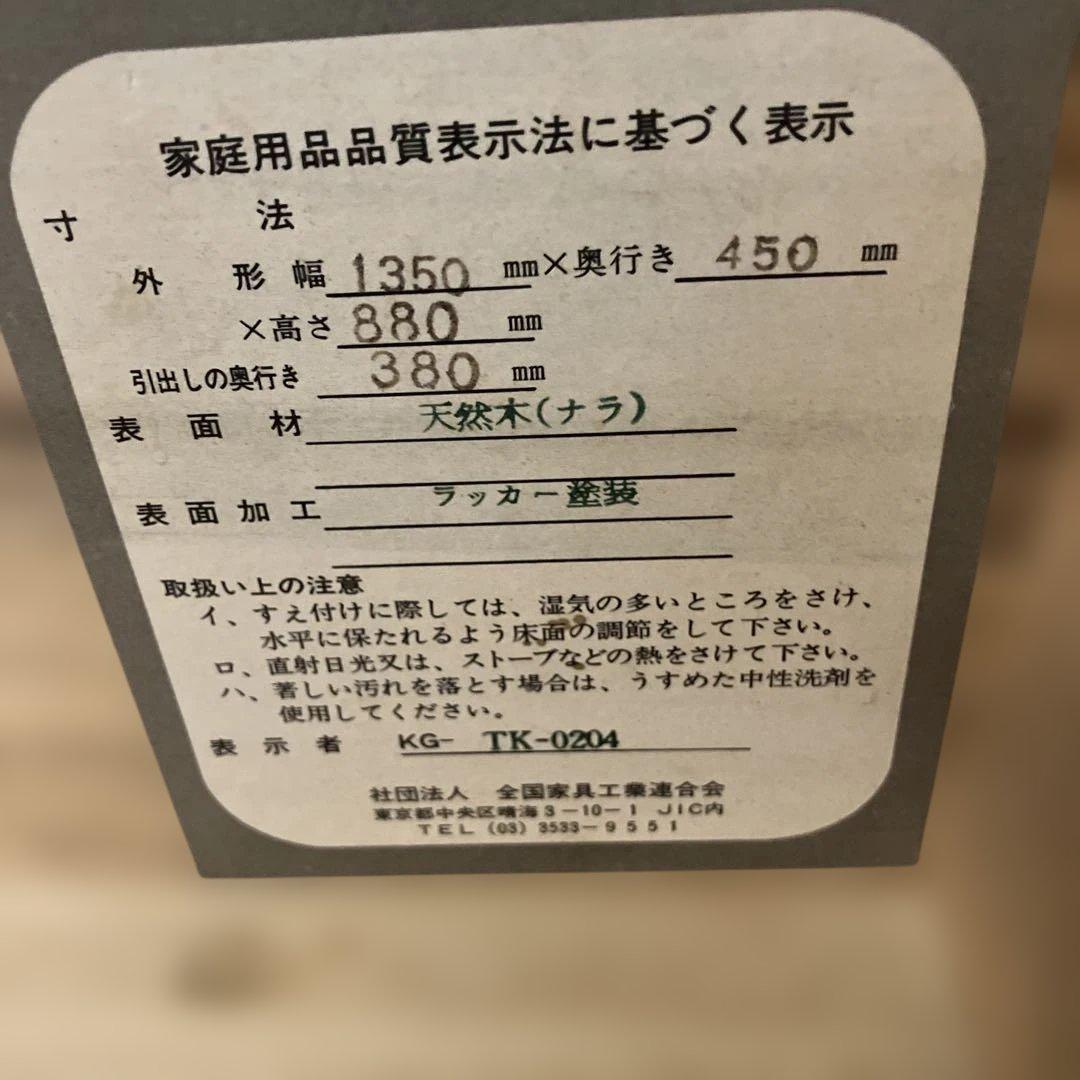 家庭用品品質表示法に基づく表示
寸 法
外 形 幅 1350 mm×奥行き 450 mm
×高さ 880 mm
引出しの奥行き 380 mm
表 面 材 天然木(ナラ)
表 面 加 工 ラッカー塗装
取扱い上の注意
イ、すえ付けに際しては、湿気の多いところをさけ、
水平に保たれるよう床面の調節をして下さい。
ロ、直射日光又は、ストーブなどの熱をさけて下さい。
ハ、著しい汚れを落とす場合は、うすめた中性洗剤を
使用してください。
表 示 者 KG- TK-0204
社団法人 全国家具工業連合会
東京都中央区晴海3-10-1 JIC内
TEL (03) 3533-9551